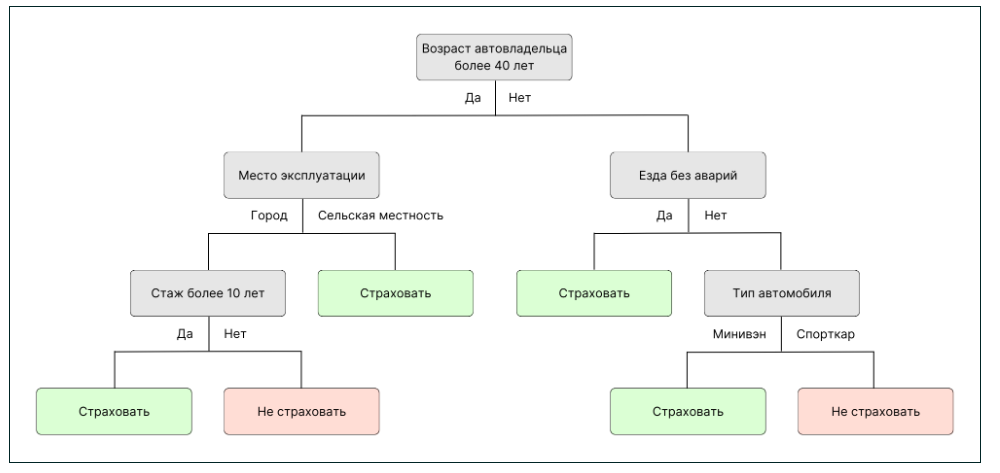 Возраст автовладельца
более 40 лет
Да Нет
Место эксплуатации Езда без аварий
Город Сельская местность Да Нет
Стаж более 10 лет Страховать Страховать Тип автомобиля
Да Нет Минивэн Спорткар
Страховать Не страховать Страховать Не страховать